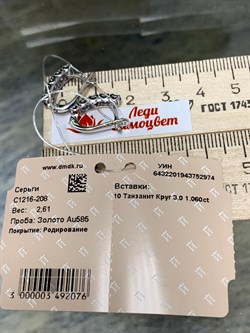 Леди
Самоцвет
ГОСТ 1743
www.dmdk.ru
УИН
6432201943752974
Серьги
С1216-208
Вес: 2,61
Проба: Золото Au585
Покрытие: Родирование
Вставки:
10 Танзанит Круг 3.0 1.060ct
3 000003 492076